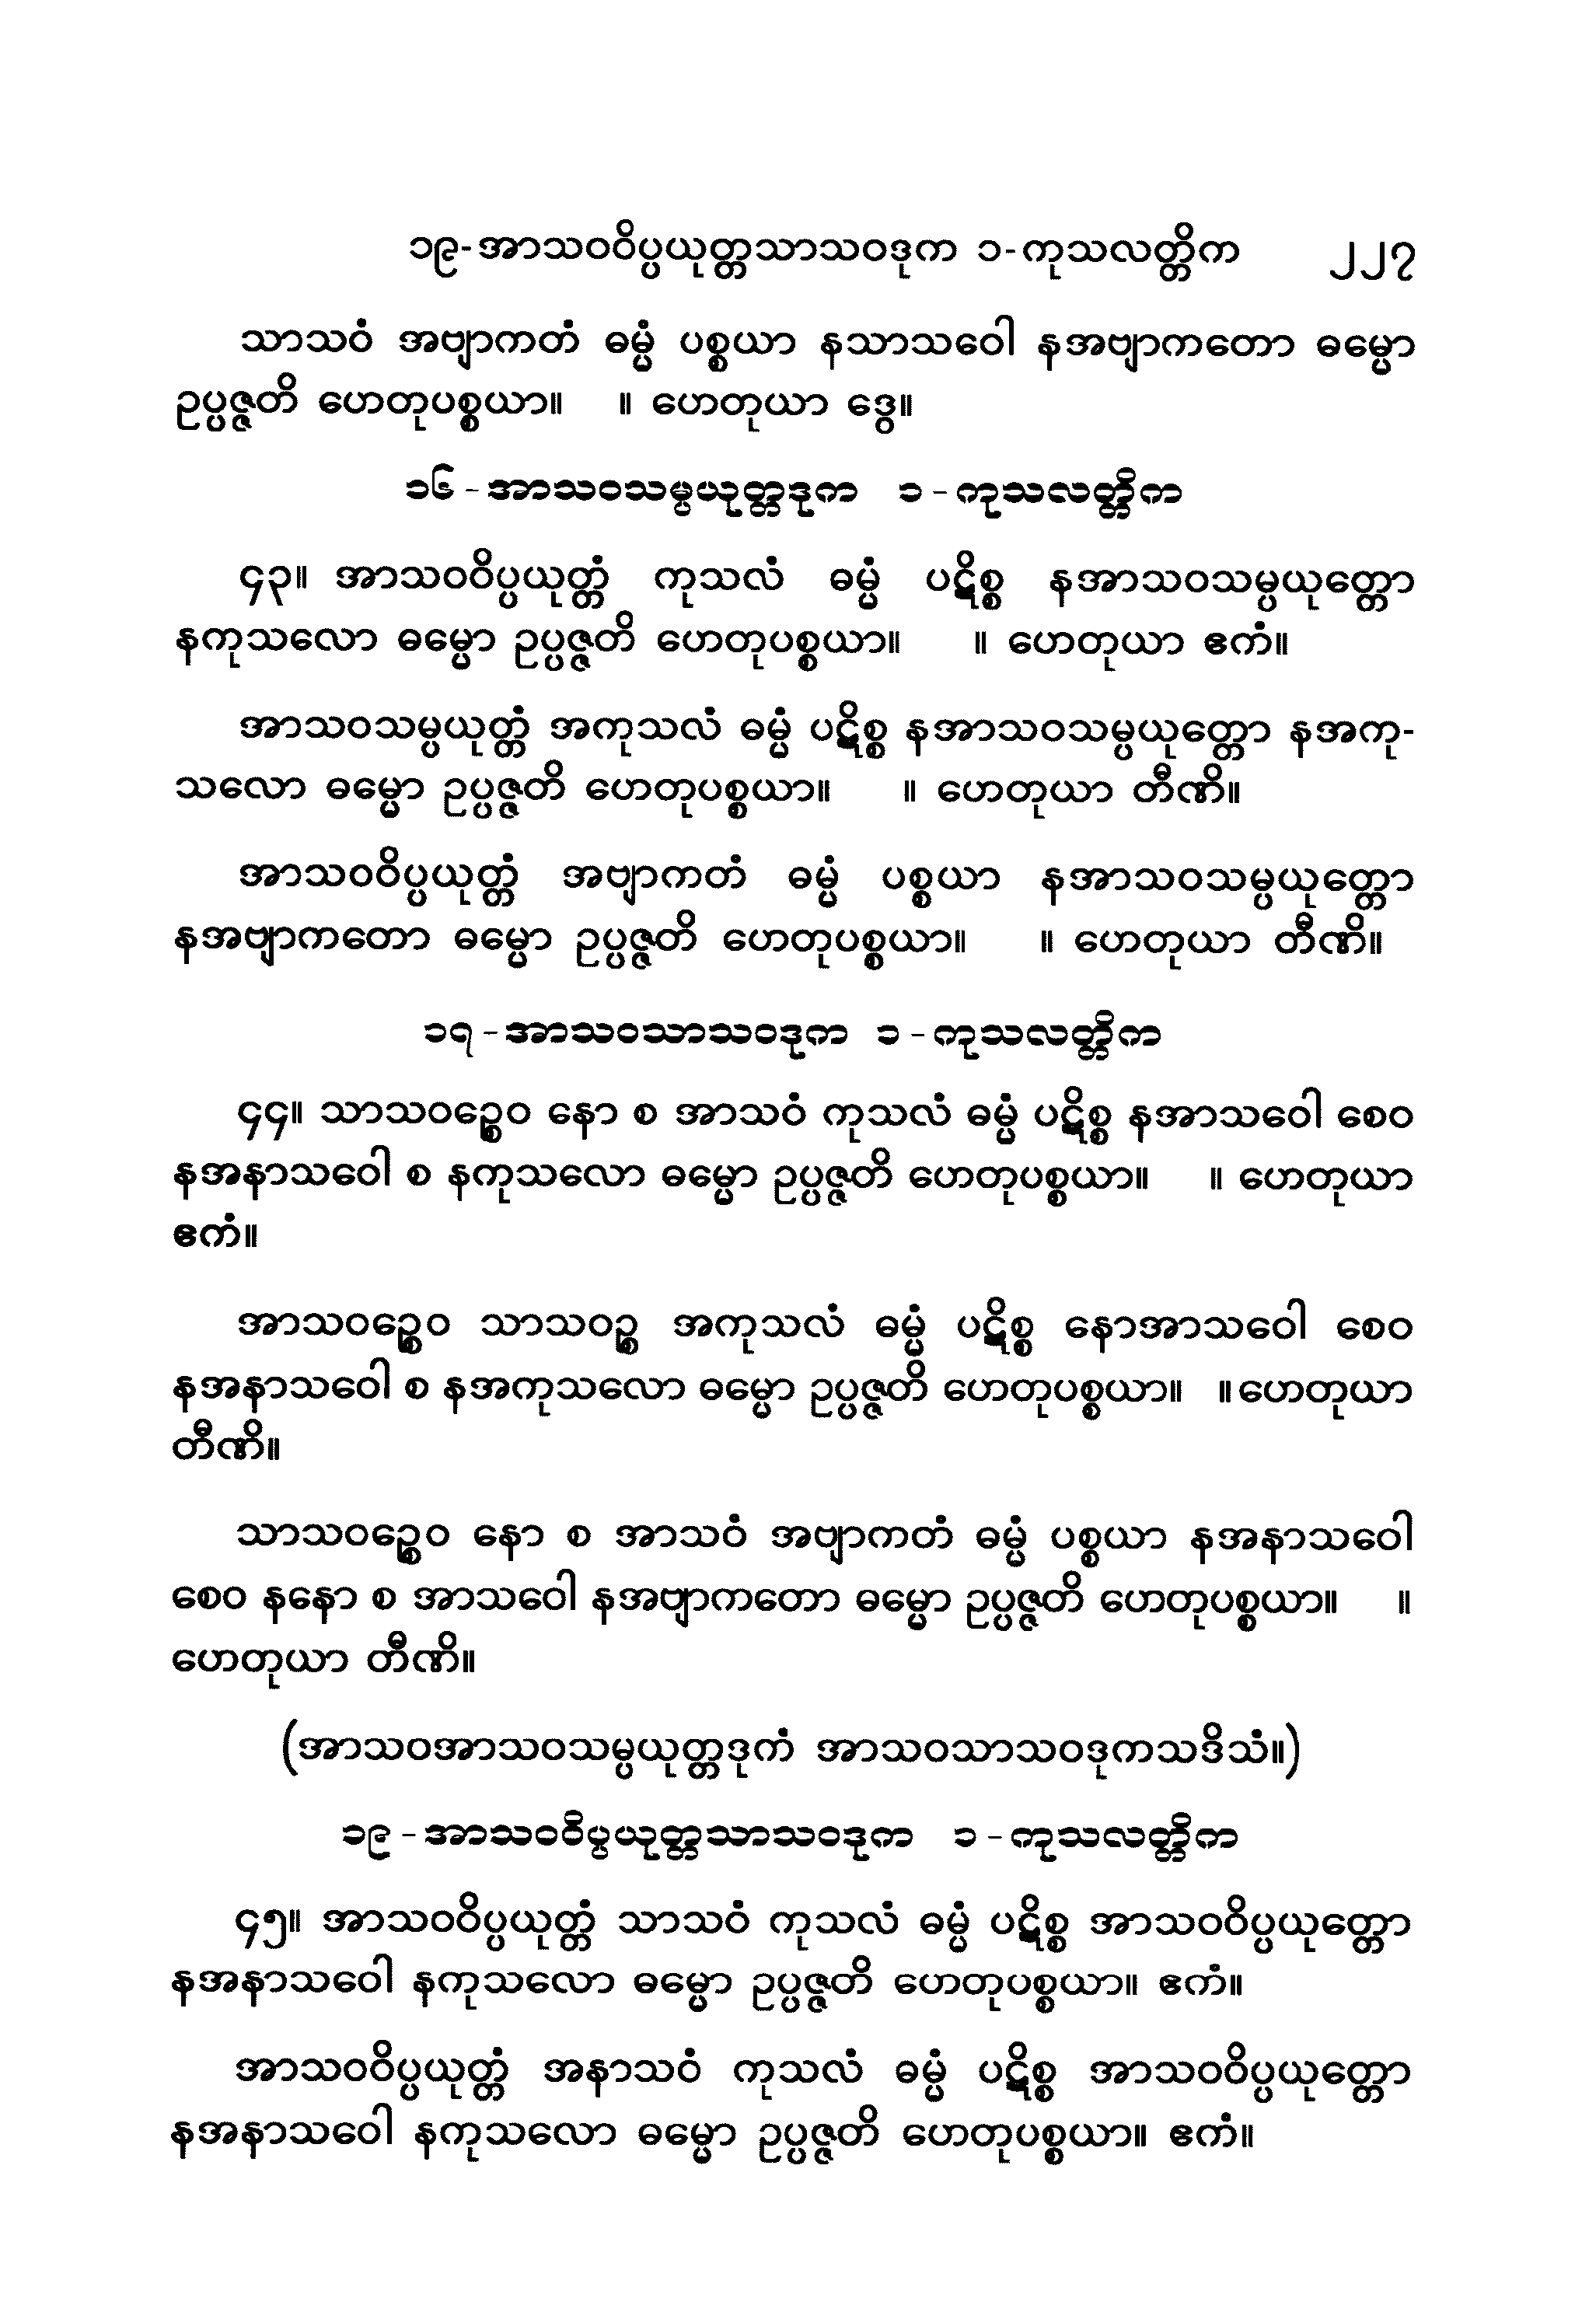 ၁၉-အာသဝဝိပ္ပယုတ္တသာသဝဒုက ၁-ကုသလတ္တိက ၂၂၇
သာသဝံ အဗျာကတံ ဓမ္မံ ပစ္စယာ နသာသဝေါ နအဗျာကတော ဓမ္မော
ဥပ္ပဇ္ဇတိ ဟေတုပစ္စယာ။ ။ ဟေတုယာ ဒွေ။
၁၆-အာသဝသမ္ပယုတ္တဒုက ၁-ကုသလတ္တိက
၄၃။ အာသဝဝိပ္ပယုတ္တံ ကုသလံ ဓမ္မံ ပဋိစ္စ နအာသဝသမ္ပယုတ္တော
နကုသလော ဓမ္မော ဥပ္ပဇ္ဇတိ ဟေတုပစ္စယာ။ ။ ဟေတုယာ ဧကံ။
အာသဝသမ္ပယုတ္တံ အကုသလံ ဓမ္မံ ပဋိစ္စ နအာသဝသမ္ပယုတ္တော နအကု-
သလော ဓမ္မော ဥပ္ပဇ္ဇတိ ဟေတုပစ္စယာ။ ။ ဟေတုယာ တီဏိ။
အာသဝဝိပ္ပယုတ္တံ အဗျာကတံ ဓမ္မံ ပစ္စယာ နအာသဝသမ္ပယုတ္တော
နအဗျာကတော ဓမ္မော ဥပ္ပဇ္ဇတိ ဟေတုပစ္စယာ။ ။ ဟေတုယာ တီဏိ။
၁၇-အာသဝသာသဝဒုက ၁-ကုသလတ္တိက
၄၄။ သာသဝဉ္စေဝ နော စ အာသဝံ ကုသလံ ဓမ္မံ ပဋိစ္စ နအာသဝေါ စေဝ
နအနာသဝေါ စ နကုသလော ဓမ္မော ဥပ္ပဇ္ဇတိ ဟေတုပစ္စယာ။ ။ ဟေတုယာ
ဧကံ။
အာသဝဉ္စေဝ သာသဝဉ္စ အကုသလံ ဓမ္မံ ပဋိစ္စ နောအာသဝေါ စေဝ
နအနာသဝေါ စ နအကုသလော ဓမ္မော ဥပ္ပဇ္ဇတိ ဟေတုပစ္စယာ။ ။ဟေတုယာ
တီဏိ။
သာသဝဉ္စေဝ နော စ အာသဝံ အဗျာကတံ ဓမ္မံ ပစ္စယာ နအနာသဝေါ
စေဝ နနော စ အာသဝေါ နအဗျာကတော ဓမ္မော ဥပ္ပဇ္ဇတိ ဟေတုပစ္စယာ။ ။
ဟေတုယာ တီဏိ။
(အာသဝအာသဝသမ္ပယုတ္တဒုကံ အာသဝသာသဝဒုကသဒိသံ။)
၁၉-အာသဝဝိပ္ပယုတ္တသာသဝဒုက ၁-ကုသလတ္တိက
၄၅။ အာသဝဝိပ္ပယုတ္တံ သာသဝံ ကုသလံ ဓမ္မံ ပဋိစ္စ အာသဝဝိပ္ပယုတ္တော
နအနာသဝေါ နကုသလော ဓမ္မော ဥပ္ပဇ္ဇတိ ဟေတုပစ္စယာ။ ဧကံ။
အာသဝဝိပ္ပယုတ္တံ အနာသဝံ ကုသလံ ဓမ္မံ ပဋိစ္စ အာသဝဝိပ္ပယုတ္တော
နအနာသဝေါ နကုသလော ဓမ္မော ဥပ္ပဇ္ဇတိ ဟေတုပစ္စယာ။ ဧကံ။